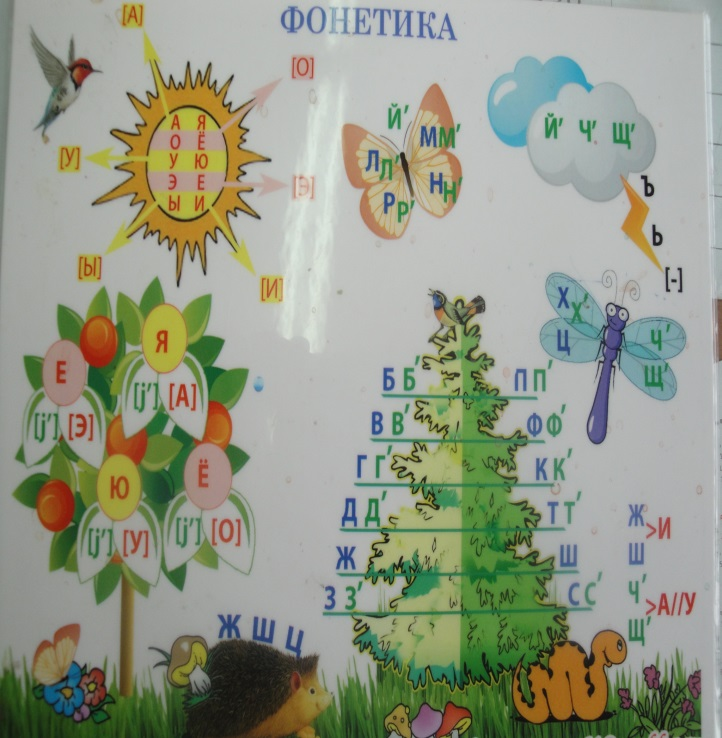 ФОНЕТИКА
[А]
[О]
[У]
[Э]
[Ы]
[И]
А Я
О Ё
У Ю
Э Е
Ы И
Й'
М М'
Л Л'
Н Н'
Р Р'
Й' Ч' Щ'
Ъ
Ь
[-]
Х Х'
Ц
Ч'
Щ'
Е
[j'] [Э]
Я
[j'] [А]
Ю
[j'] [У]
Ё
[j'] [О]
Б Б' П П'
В В' Ф Ф'
Г Г' К К'
Д Д' Т Т'
Ж Ш
З З' С С'
Ж
Ш
>И
Ч'
Щ'
>А//У
Ж Ш Ц